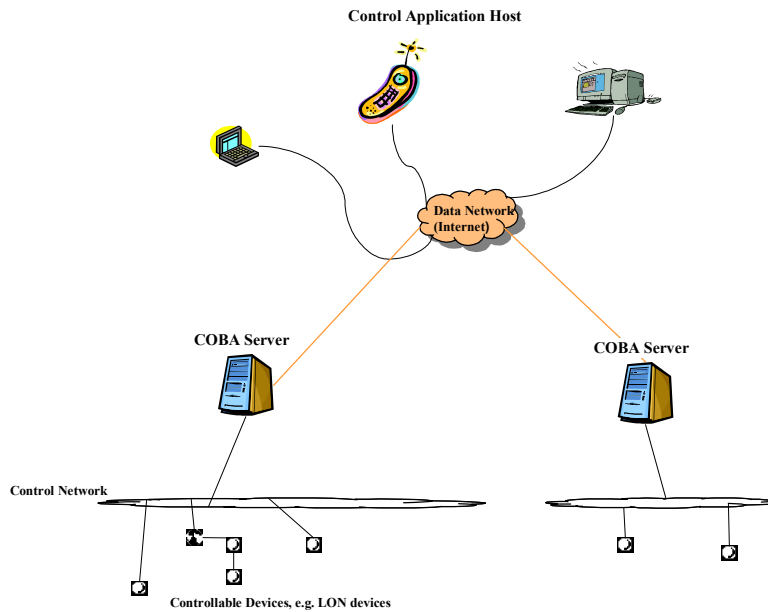 Control Application Host
Data Network
(Internet)
COBA Server
COBA Server
Control Network
Controllable Devices, e.g. LON devices